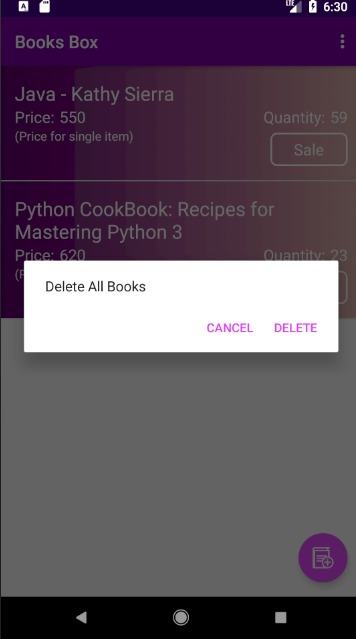 LTE 6:30
Books Box
Java - Kathy Sierra
Price: 550 Quantity: 59
(Price for single item)
Sale
Python CookBook: Recipes for
Mastering Python 3
Price: 620 Quantity: 23
Delete All Books
CANCEL DELETE